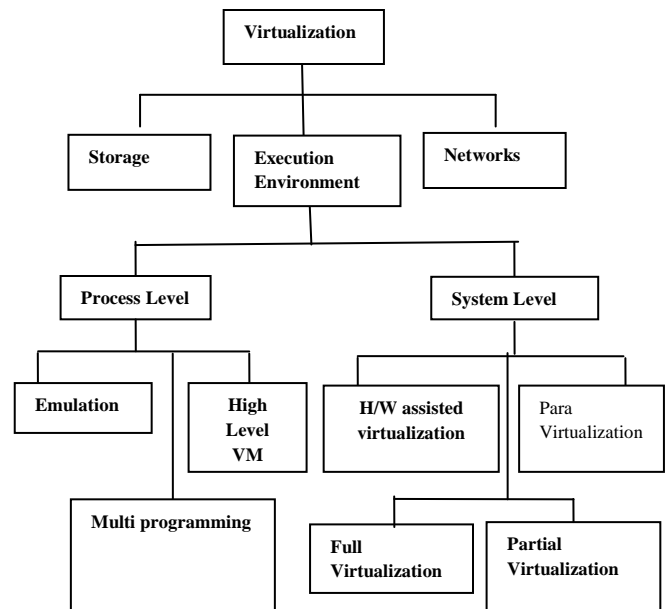 Virtualization
Storage
Execution
Environment
Networks
Process Level
System Level
Emulation
High
Level
VM
H/W assisted
virtualization
Para
Virtualization
Multi programming
Full
Virtualization
Partial
Virtualization